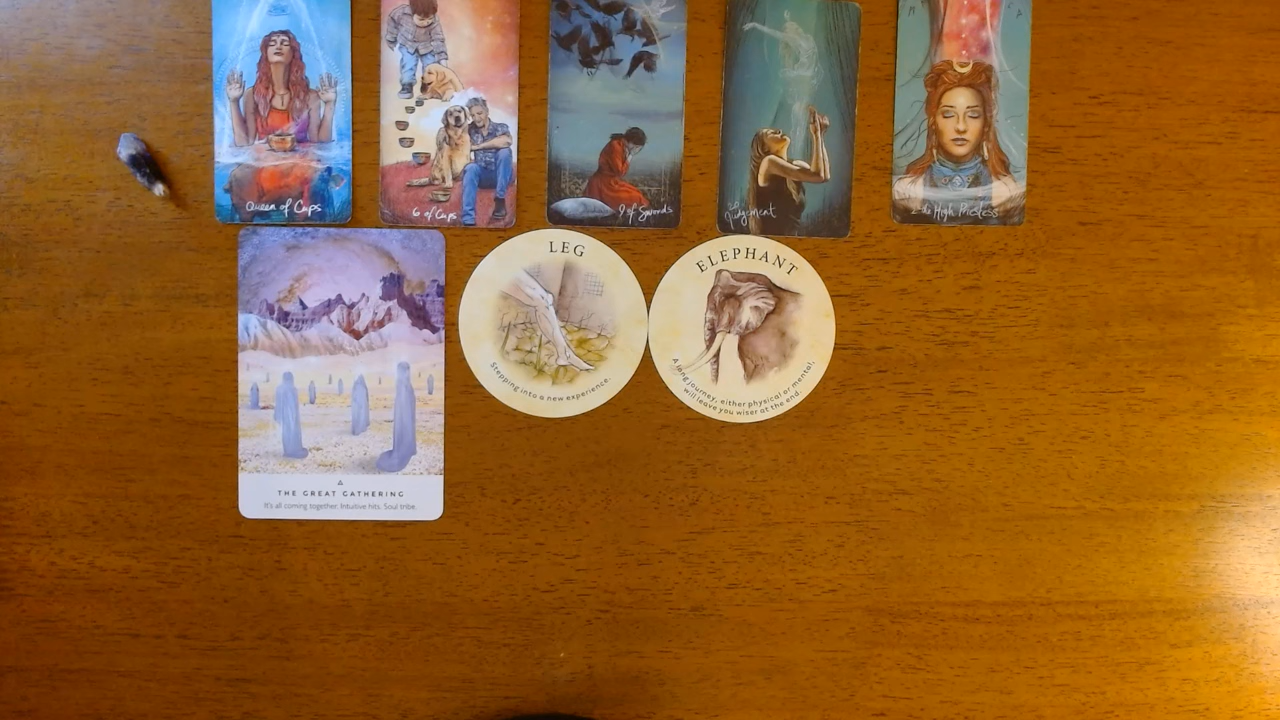 Queen of Cups
6 of Cups
9 of Swords
20
Judgement
2 The High Priestess
THE GREAT GATHERING
It's all coming together. Intuitive hits. Soul tribe.
LEG
Stepping into a new experience.
ELEPHANT
A long journey, either physical or mental,
will leave you wiser at the end.